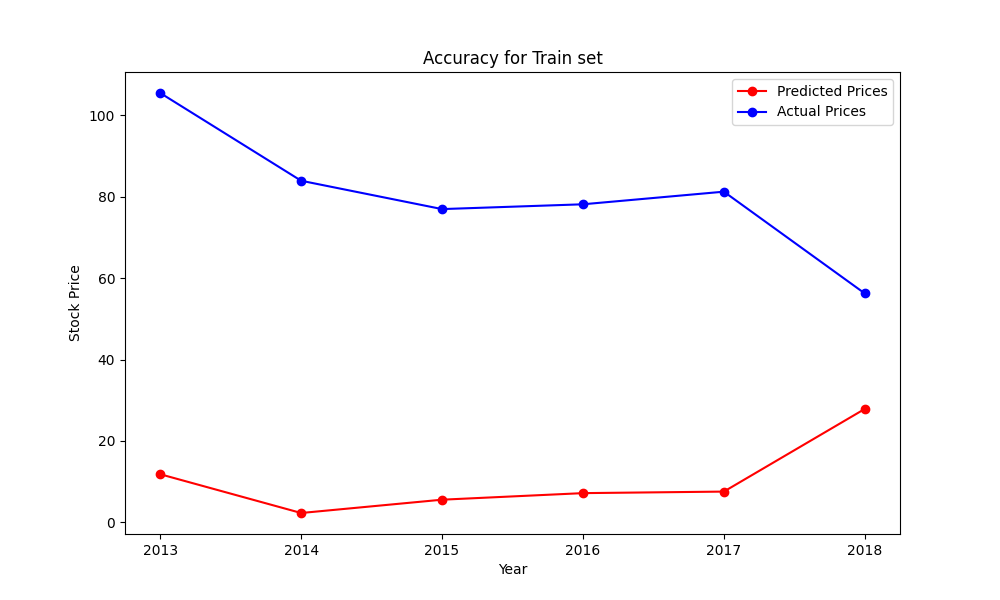 Accuracy for Train set
Predicted Prices
Actual Prices
100
80
60
40
20
0
Stock Price
2013 2014 2015 2016 2017 2018
Year